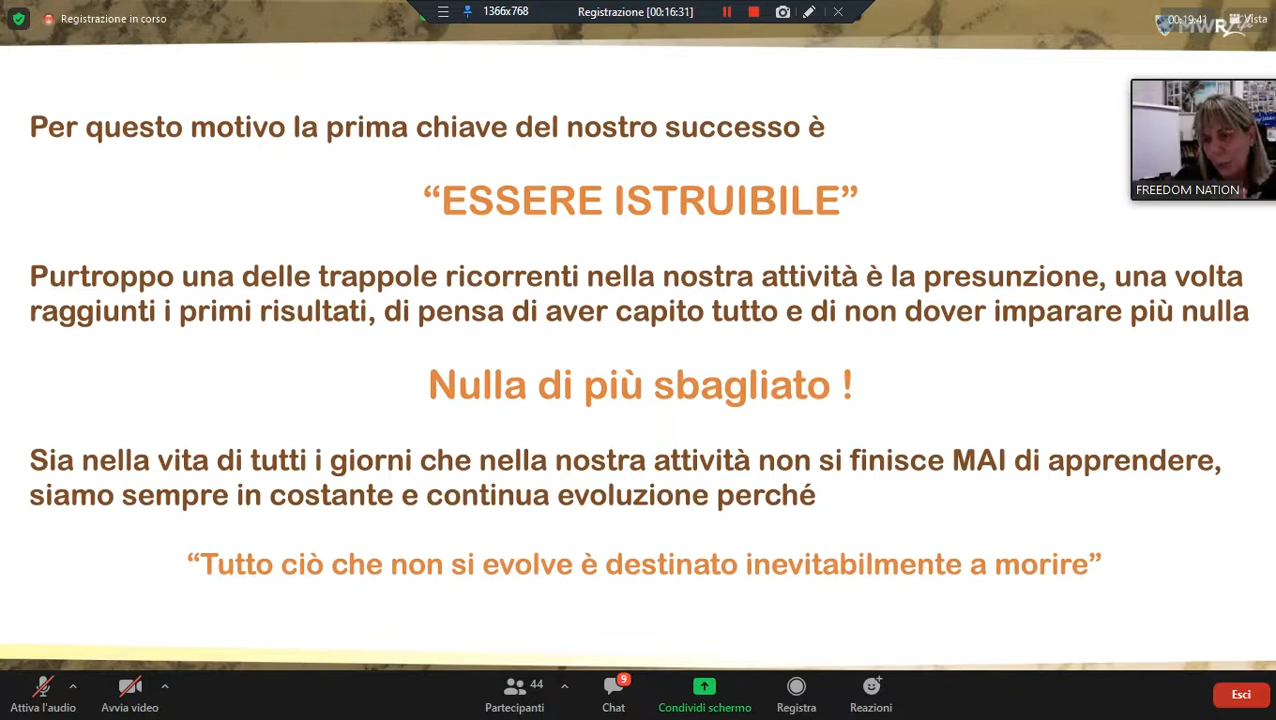 Registrazione in corso
1366x768
Registrazione [00:16:31]
00:19:41
Vista
MWR
Per questo motivo la prima chiave del nostro successo è
“ESSERE ISTRUIBILE”
FREEDOM NATION
Purtroppo una delle trappole ricorrenti nella nostra attività è la presunzione, una volta
raggiunti i primi risultati, di pensa di aver capito tutto e di non dover imparare più nulla
Nulla di più sbagliato !
Sia nella vita di tutti i giorni che nella nostra attività non si finisce MAI di apprendere,
siamo sempre in costante e continua evoluzione perché
“Tutto ciò che non si evolve è destinato inevitabilmente a morire”
44
9
Attiva l'audio
Avvia video
Partecipanti
Chat
Condividi schermo
Registra
Reazioni
Esci